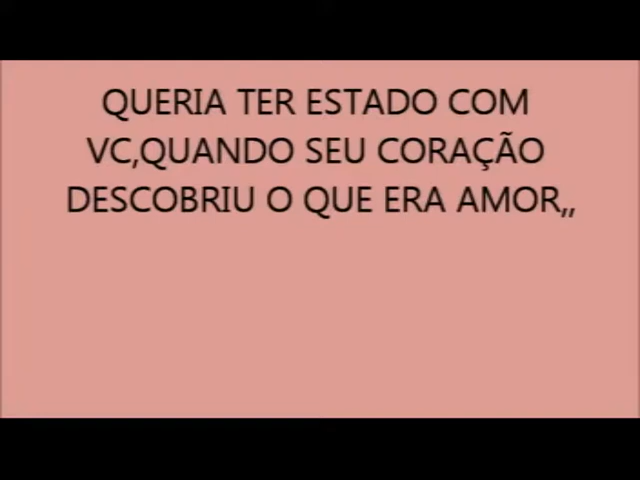 QUERIA TER ESTADO COM
VC,QUANDO SEU CORAÇÃO
DESCOBRIU O QUE ERA AMOR,,